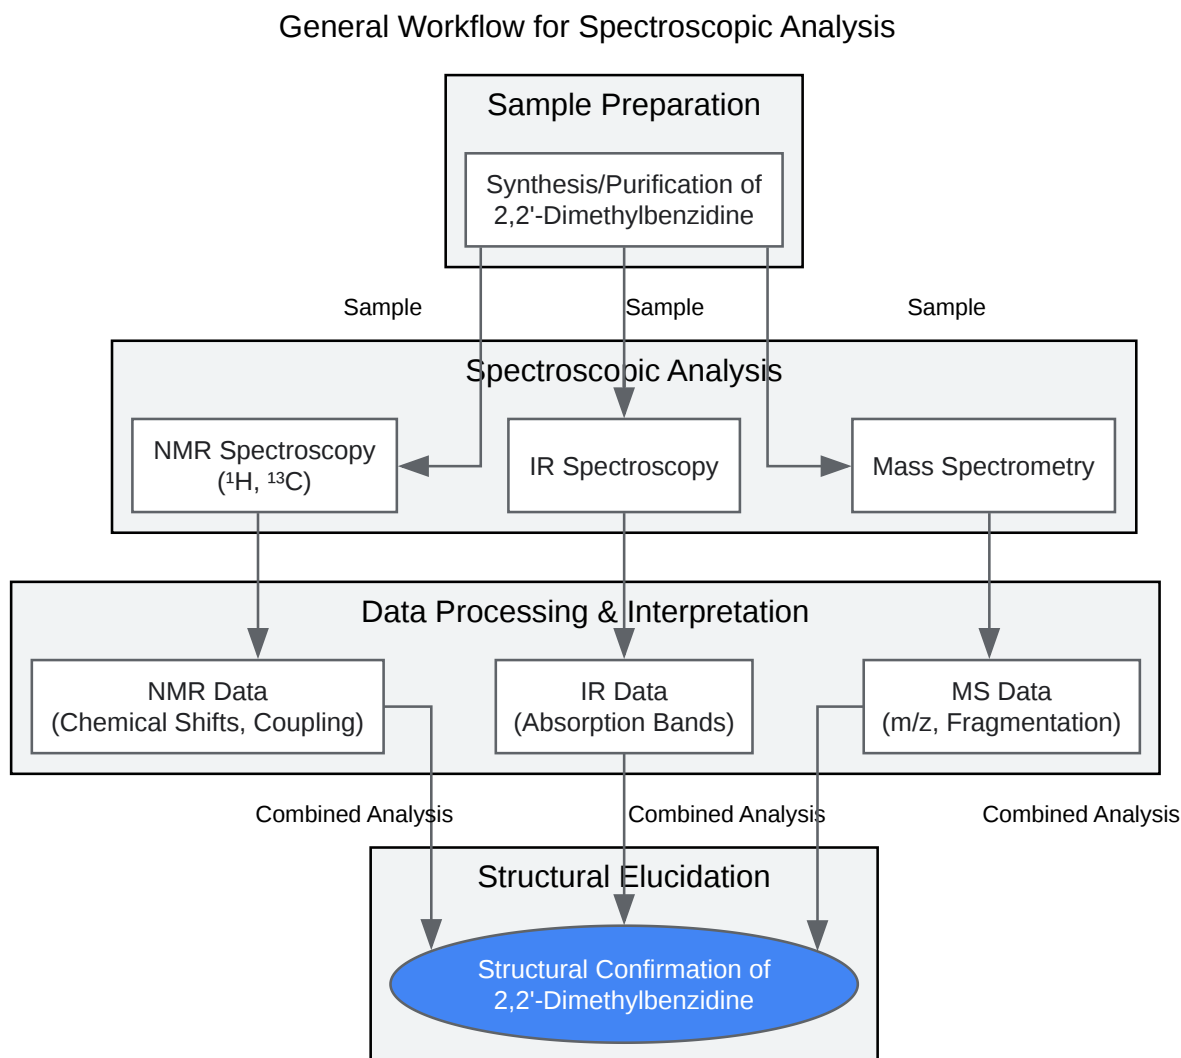 General Workflow for Spectroscopic Analysis
Sample Preparation
Synthesis/Purification of
2,2'-Dimethylbenzidine
Sample
Sample
Sample
Spectroscopic Analysis
NMR Spectroscopy
(¹H, ¹³C)
IR Spectroscopy
Mass Spectrometry
Data Processing & Interpretation
NMR Data
(Chemical Shifts, Coupling)
IR Data
(Absorption Bands)
MS Data
(m/z, Fragmentation)
Combined Analysis
Combined Analysis
Combined Analysis
Structural Elucidation
Structural Confirmation of
2,2'-Dimethylbenzidine